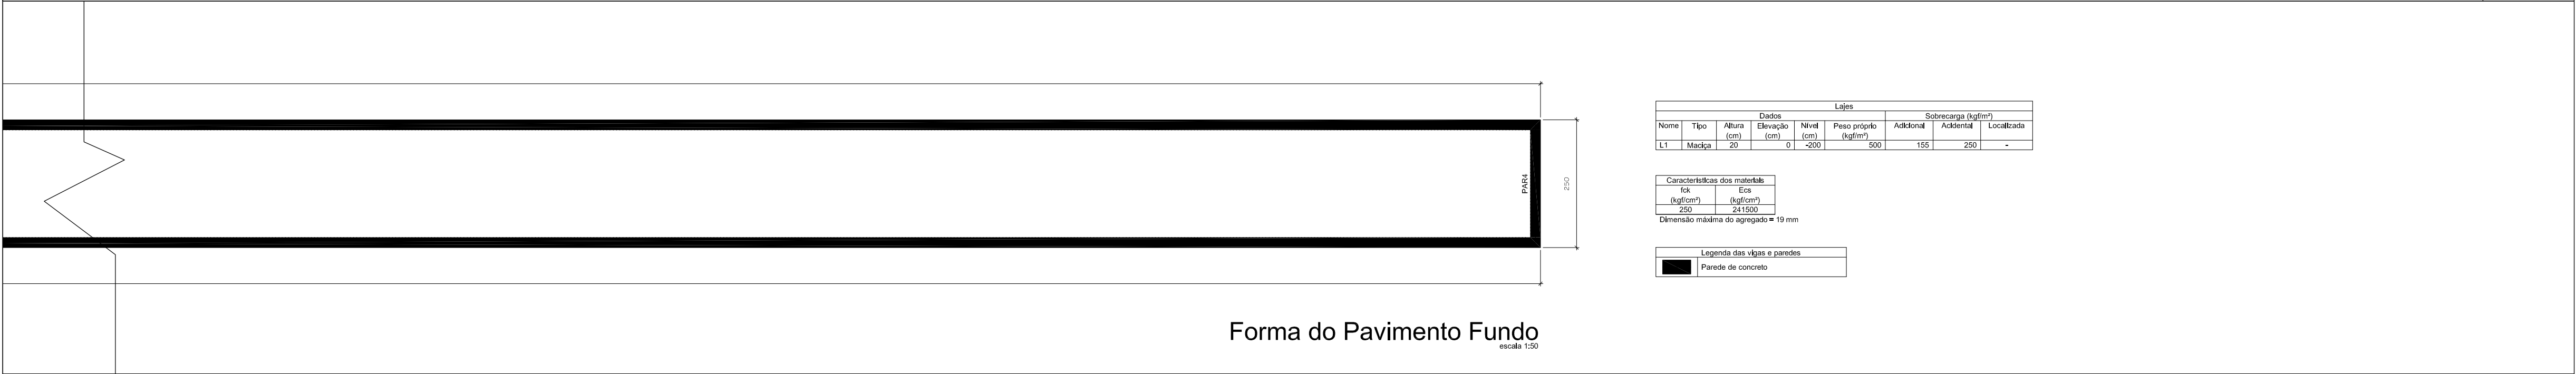 Lajes
Dados Sobrecarga (kgf/m²)
Nome Tipo Altura (cm) Elevação (cm) Nível (cm) Peso próprio (kgf/m²) Adicional Acidental Localizada
L1 Maciça 20 0 -200 500 155 250 -
PAR4
250
Características dos materiais
fck Ecs
(kgf/cm²) (kgf/cm²)
250 241500
Dimensão máxima do agregado = 19 mm
Legenda das vigas e paredes
Parede de concreto
Forma do Pavimento Fundo
escala 1:50